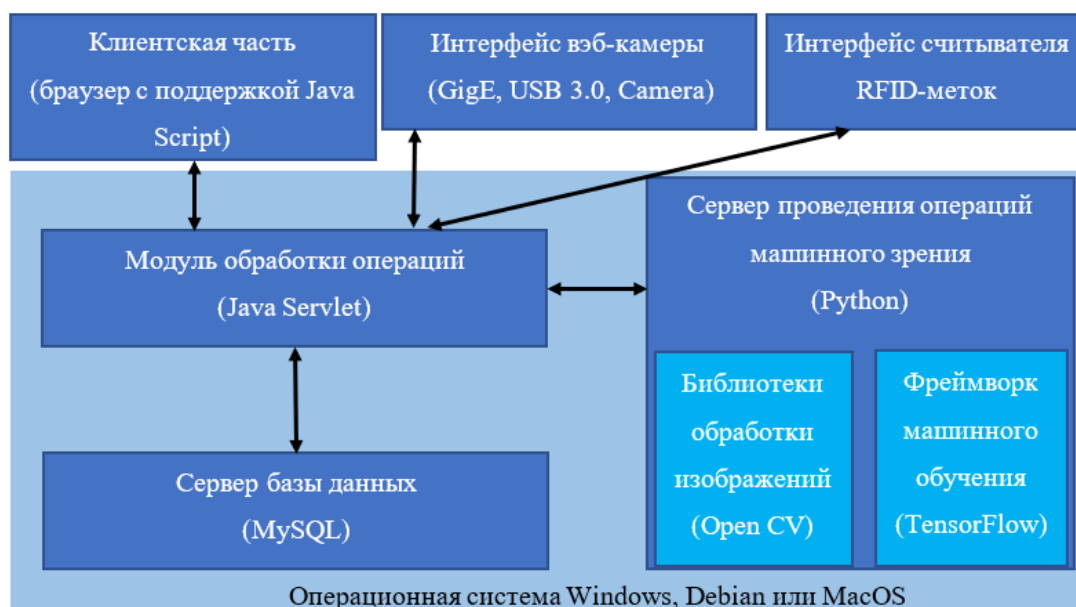 Клиентская часть
(браузер с поддержкой Java
Script)
Интерфейс вэб-камеры
(GigE, USB 3.0, Camera)
Интерфейс считывателя
RFID-меток
Модуль обработки операций
(Java Servlet)
Сервер проведения операций
машинного зрения
(Python)
Библиотеки
обработки
изображений
(Open CV)
Фреймворк
машинного
обучения
(TensorFlow)
Сервер базы данных
(MySQL)
Операционная система Windows, Debian или MacOS